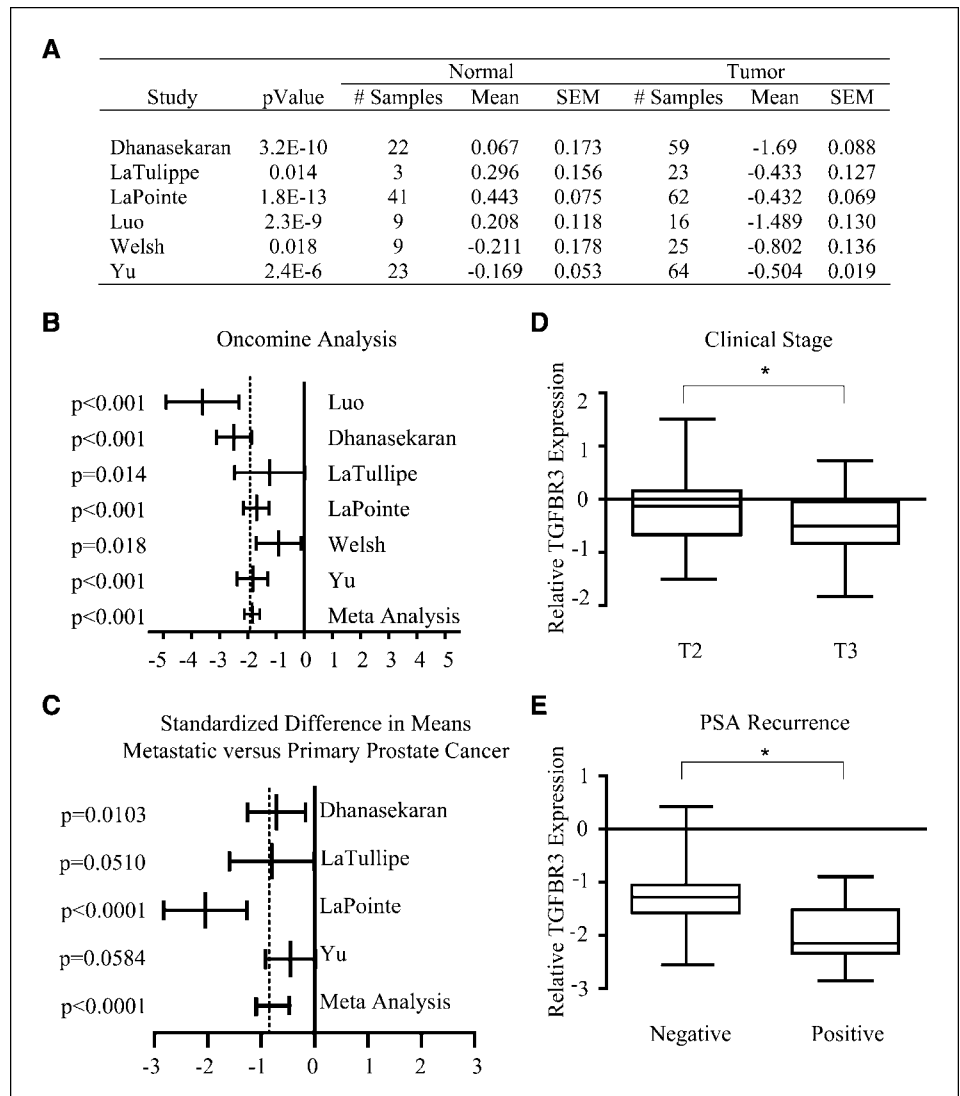 A
Normal Tumor
Study pValue # Samples Mean SEM # Samples Mean SEM
Dhanasekaran 3.2E-10 22 0.067 0.173 59 -1.69 0.088
LaTulippe 0.014 3 0.296 0.156 23 -0.433 0.127
LaPointe 1.8E-13 41 0.443 0.075 62 -0.432 0.069
Luo 2.3E-9 9 0.208 0.118 16 -1.489 0.130
Welsh 0.018 9 -0.211 0.178 25 -0.802 0.136
Yu 2.4E-6 23 -0.169 0.053 64 -0.504 0.019
B
Oncomine Analysis
p<0.001 Luo
p<0.001 Dhanasekaran
p=0.014 LaTullipe
p<0.001 LaPointe
p=0.018 Welsh
p<0.001 Yu
p<0.001 Meta Analysis
-5 -4 -3 -2 -1 0 1 2 3 4 5
C
Standardized Difference in Means
Metastatic versus Primary Prostate Cancer
p=0.0103 Dhanasekaran
p=0.0510 LaTullipe
p<0.0001 LaPointe
p=0.0584 Yu
p<0.0001 Meta Analysis
-3 -2 -1 0 1 2 3
D
Clinical Stage
*
Relative TGFBR3 Expression
2
1
0
-1
-2
T2 T3
E
PSA Recurrence
*
Relative TGFBR3 Expression
1
0
-1
-2
-3
Negative Positive